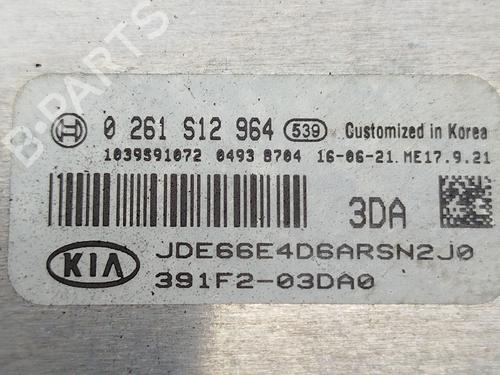 B-PARTS
0 261 S12 964 539 Customized in Korea
1039S91072 0493 8704 16-06-21 ME17.9.21
3DA
KIA JDE66E4D6ARSN2J0
391F2-03DA0